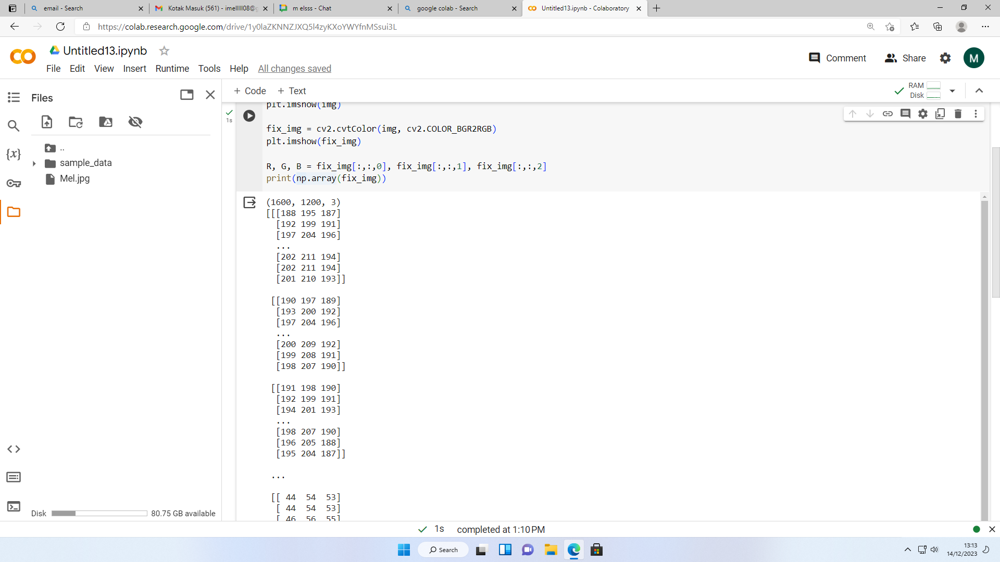 email - Search
Kotak Masuk (561) - imelllll08@g
m elsss - Chat
google colab - Search
Untitled13.ipynb - Colaboratory
https://colab.research.google.com/drive/1y0laZKNNZJXQ5l4zyKXoYWYfnMSsui3L
Untitled13.ipynb
File Edit View Insert Runtime Tools Help All changes saved
Comment Share M
Files
+ Code + Text
RAM
Disk
..
sample_data
Mel.jpg
{x}
1s
plt.imshow(img)
fix_img = cv2.cvtColor(img, cv2.COLOR_BGR2RGB)
plt.imshow(fix_img)
R, G, B = fix_img[:,:,0], fix_img[:,:,1], fix_img[:,:,2]
print(np.array(fix_img))
(1600, 1200, 3)
[[[188 195 187]
[192 199 191]
[197 204 196]
...
[202 211 194]
[202 211 194]
[201 210 193]]
[[190 197 189]
[193 200 192]
[197 204 196]
...
[200 209 192]
[199 208 191]
[198 207 190]]
[[191 198 190]
[192 199 191]
[194 201 193]
...
[198 207 190]
[196 205 188]
[195 204 187]]
...
[[ 44 54 53]
[ 44 54 53]
[ 46 56 55]
Disk 80.75 GB available
1s completed at 1:10 PM
Search
13:13
14/12/2023